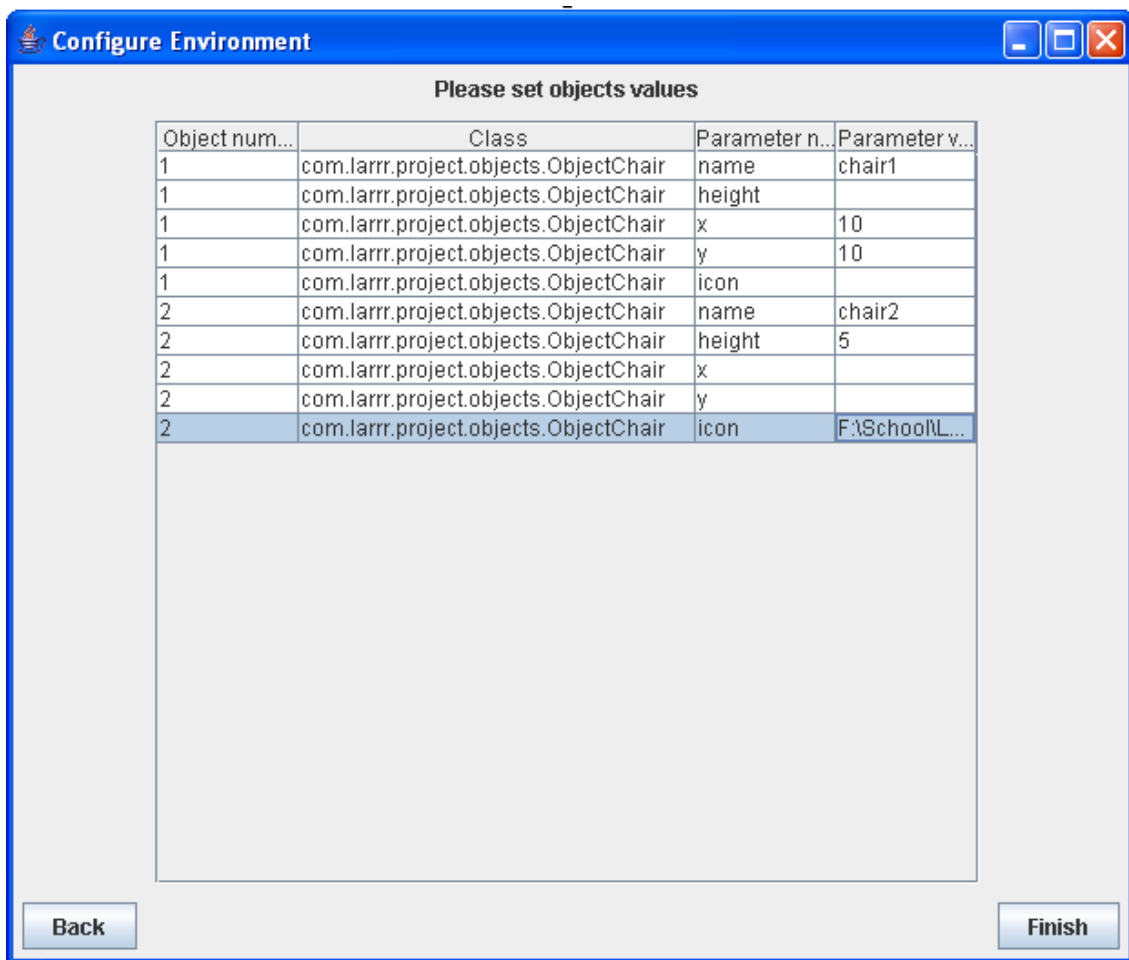 Configure Environment
Please set objects values
Object num... Class Parameter n... Parameter v...
1 com.larrr.project.objects.ObjectChair name chair1
1 com.larrr.project.objects.ObjectChair height
1 com.larrr.project.objects.ObjectChair x 10
1 com.larrr.project.objects.ObjectChair y 10
1 com.larrr.project.objects.ObjectChair icon
2 com.larrr.project.objects.ObjectChair name chair2
2 com.larrr.project.objects.ObjectChair height 5
2 com.larrr.project.objects.ObjectChair x
2 com.larrr.project.objects.ObjectChair y
2 com.larrr.project.objects.ObjectChair icon F:\School\L...
Back Finish